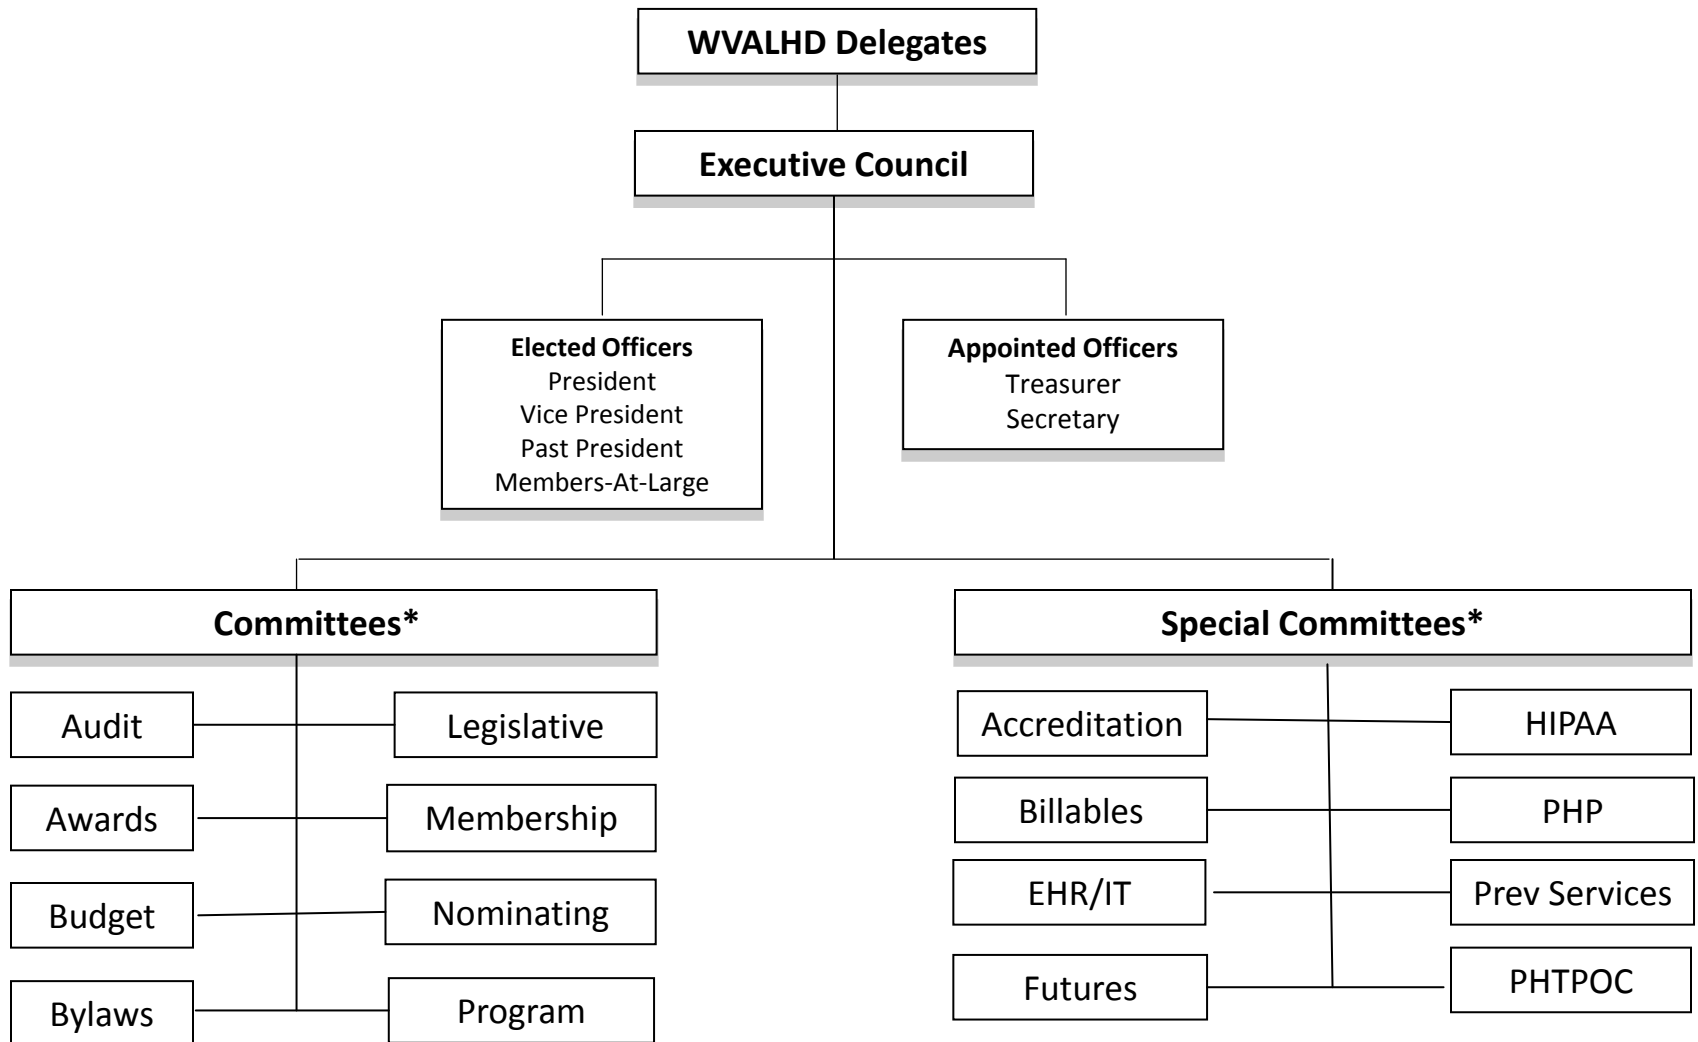 WVALHD Delegates
Executive Council
Elected Officers
President
Vice President
Past President
Members-At-Large
Appointed Officers
Treasurer
Secretary
Committees*
Audit
Legislative
Awards
Membership
Budget
Nominating
Bylaws
Program
Special Committees*
Accreditation
HIPAA
Billables
PHP
EHR/IT
Prev Services
Futures
PHTPOC